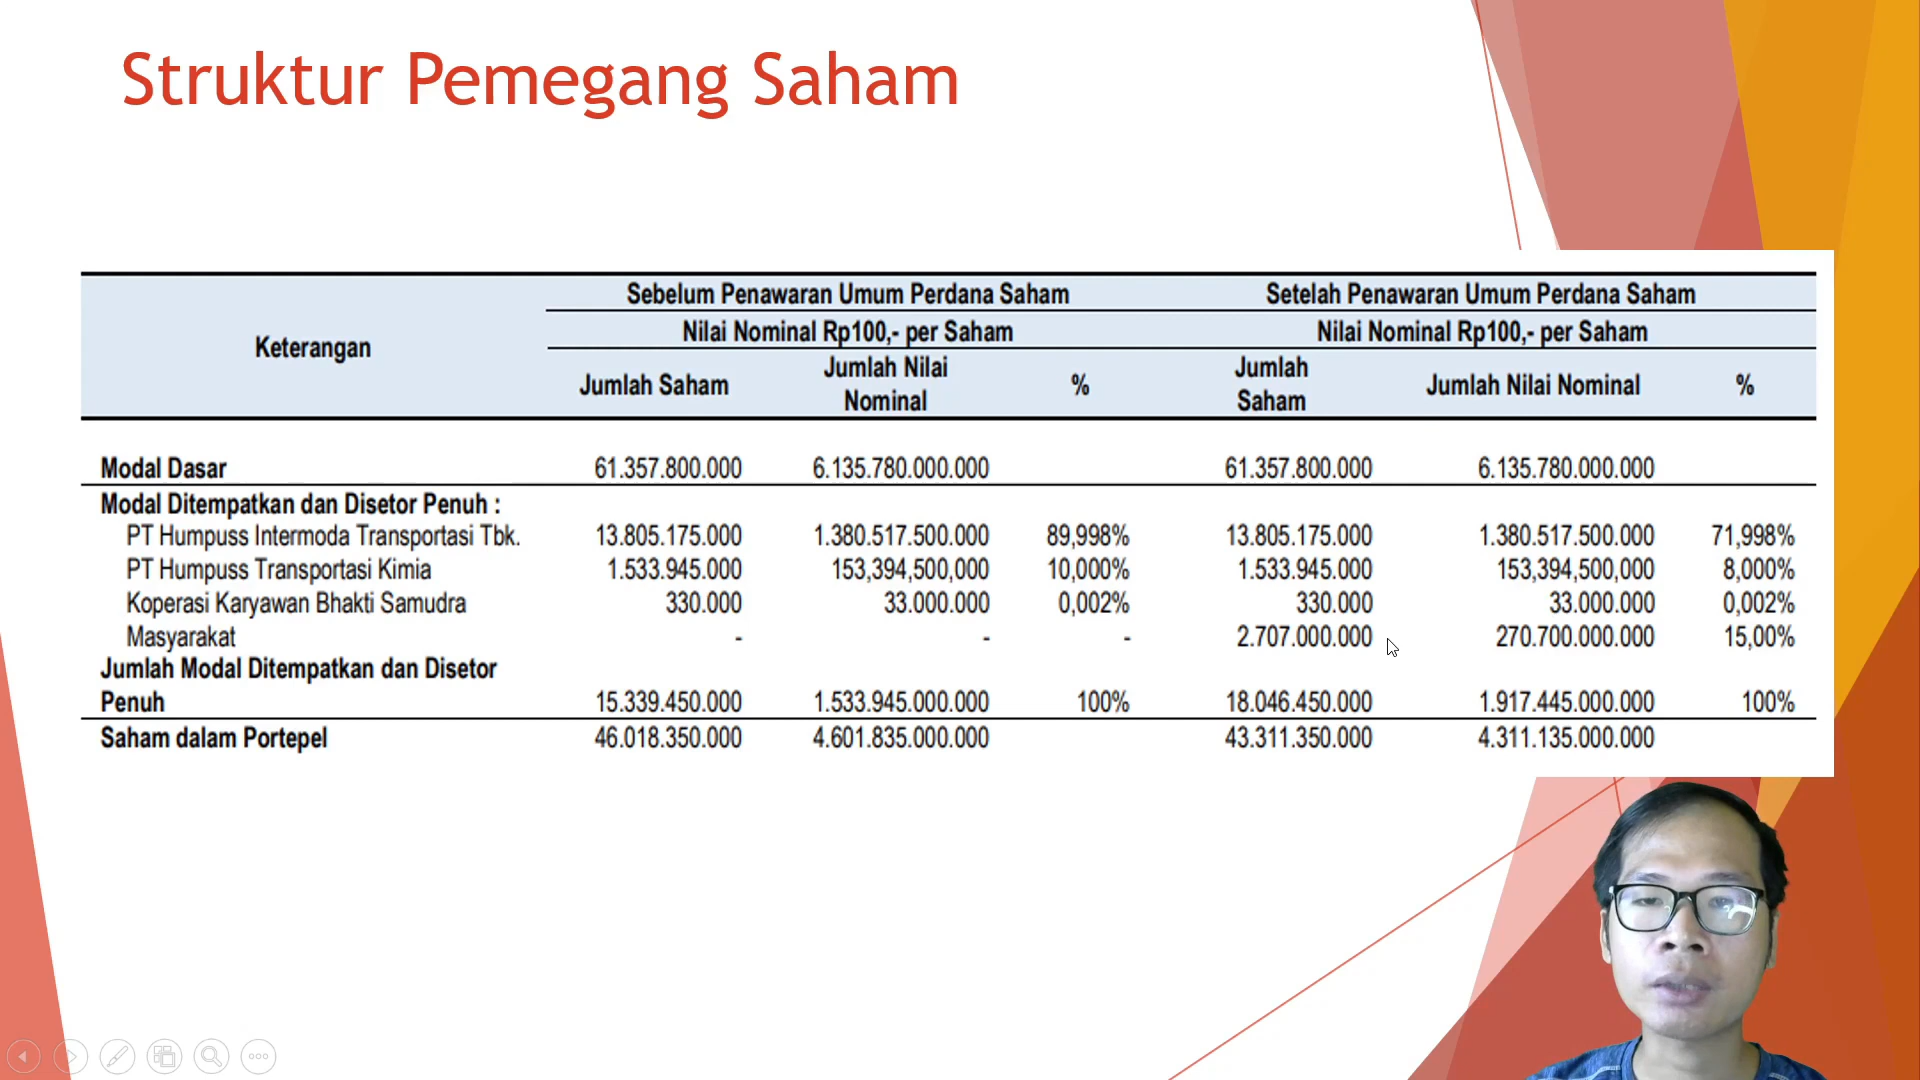 Struktur Pemegang Saham
Keterangan
Sebelum Penawaran Umum Perdana Saham
Setelah Penawaran Umum Perdana Saham
Nilai Nominal Rp100,- per Saham
Nilai Nominal Rp100,- per Saham
Jumlah Saham
Jumlah Nilai
Nominal
%
Jumlah
Saham
Jumlah Nilai Nominal
%
Modal Dasar 61.357.800.000 6.135.780.000.000 61.357.800.000 6.135.780.000.000
Modal Ditempatkan dan Disetor Penuh :
PT Humpuss Intermoda Transportasi Tbk. 13.805.175.000 1.380.517.500.000 89,998% 13.805.175.000 1.380.517.500.000 71,998%
PT Humpuss Transportasi Kimia 1.533.945.000 153,394,500,000 10,000% 1.533.945.000 153,394,500,000 8,000%
Koperasi Karyawan Bhakti Samudra 330.000 33.000.000 0,002% 330.000 33.000.000 0,002%
Masyarakat - - - 2.707.000.000 270.700.000.000 15,00%
Jumlah Modal Ditempatkan dan Disetor
Penuh 15.339.450.000 1.533.945.000.000 100% 18.046.450.000 1.917.445.000.000 100%
Saham dalam Portepel 46.018.350.000 4.601.835.000.000 43.311.350.000 4.311.135.000.000